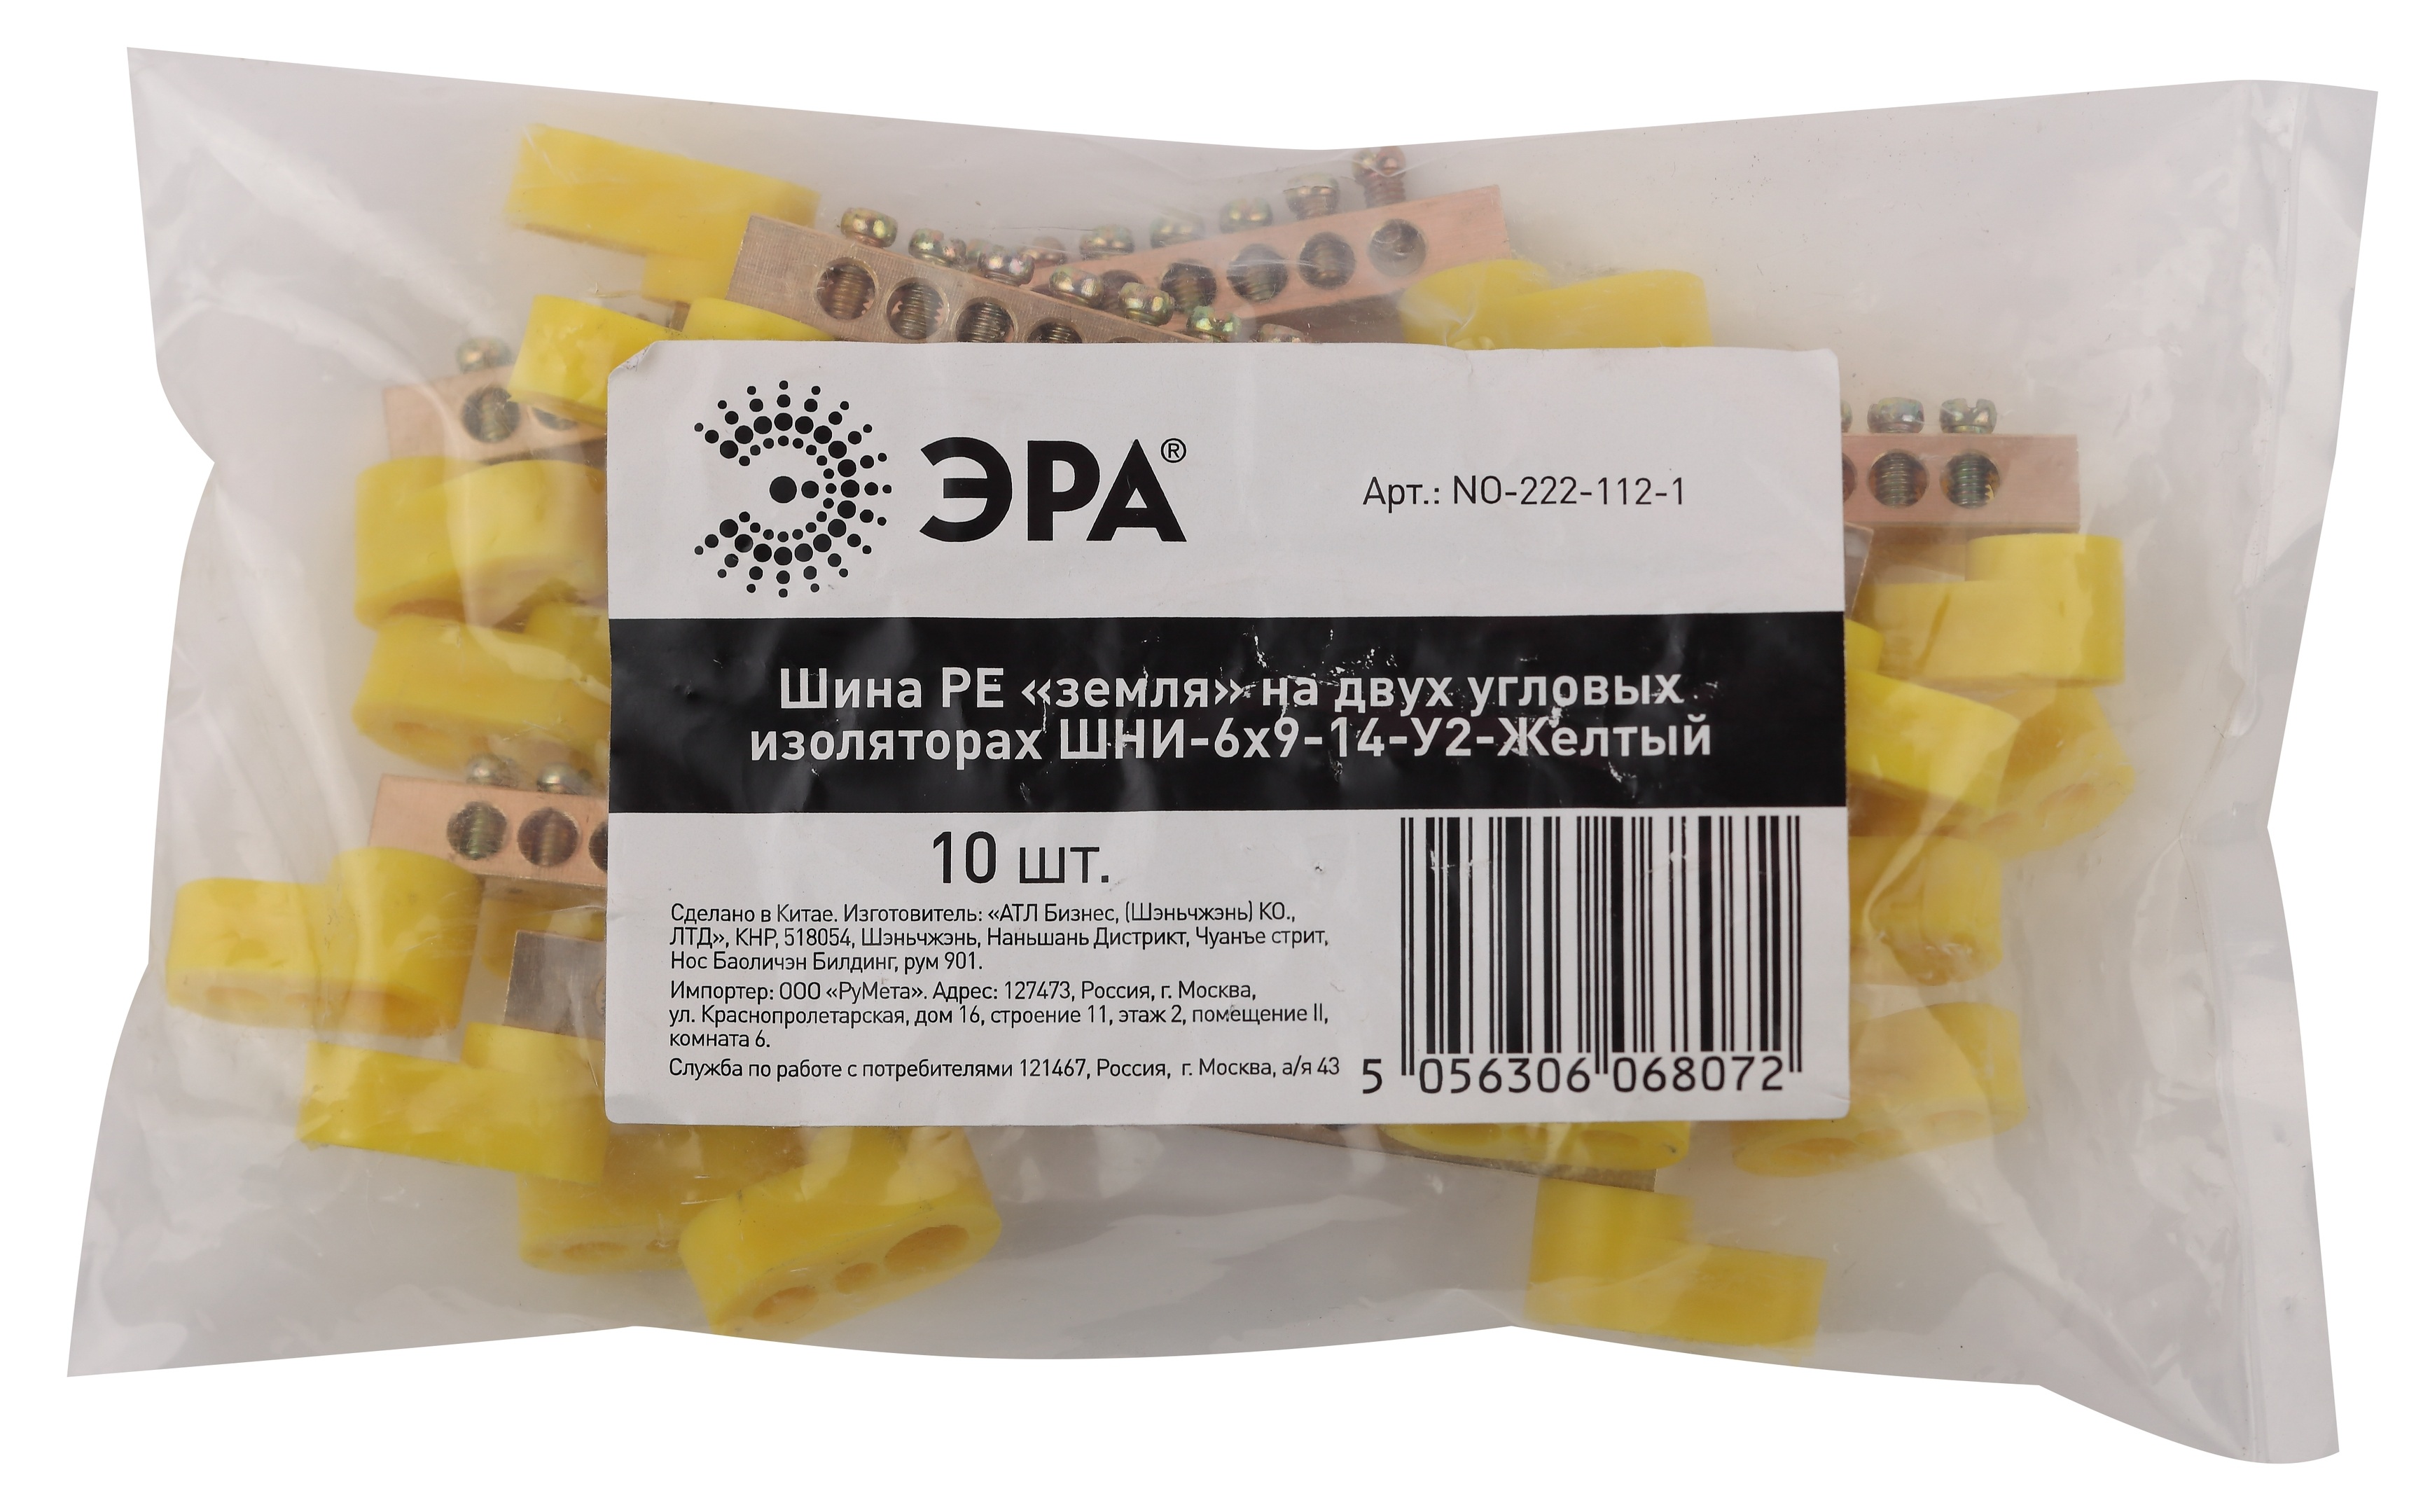 ЭРА®
Арт.: NO-222-112-1
Шина PE «земля» на двух угловых
изоляторах ШНИ-6х9-14-У2-Желтый
10 шт.
Сделано в Китае. Изготовитель: «АТЛ Бизнес, (Шэньчжэнь) КО.,
ЛТД», КНР, 518054, Шэньчжэнь, Наньшань Дистрикт, Чуанъе стрит,
Нос Баоличэн Билдинг, рум 901.
Импортер: ООО «РуМета». Адрес: 127473, Россия, г. Москва,
ул. Краснопролетарская, дом 16, строение 11, этаж 2, помещение II,
комната 6.
Служба по работе с потребителями 121467, Россия, г. Москва, а/я 43
5 056306 068072